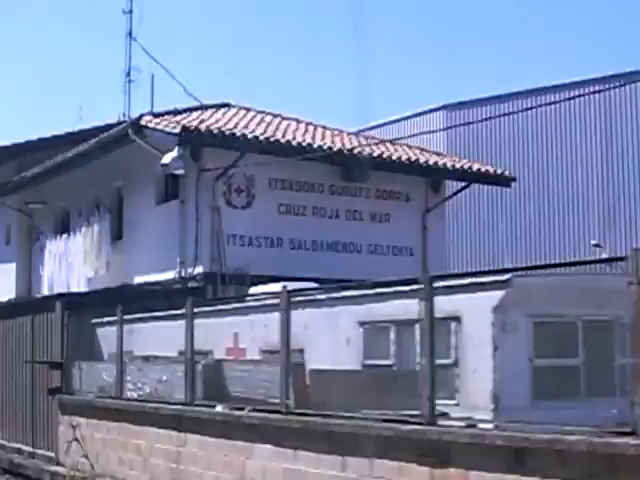 ITSASOKO GURUTZ GORRIA
CRUZ ROJA DEL MAR
ITSASTAR SALBAMENDU GELTOKIA